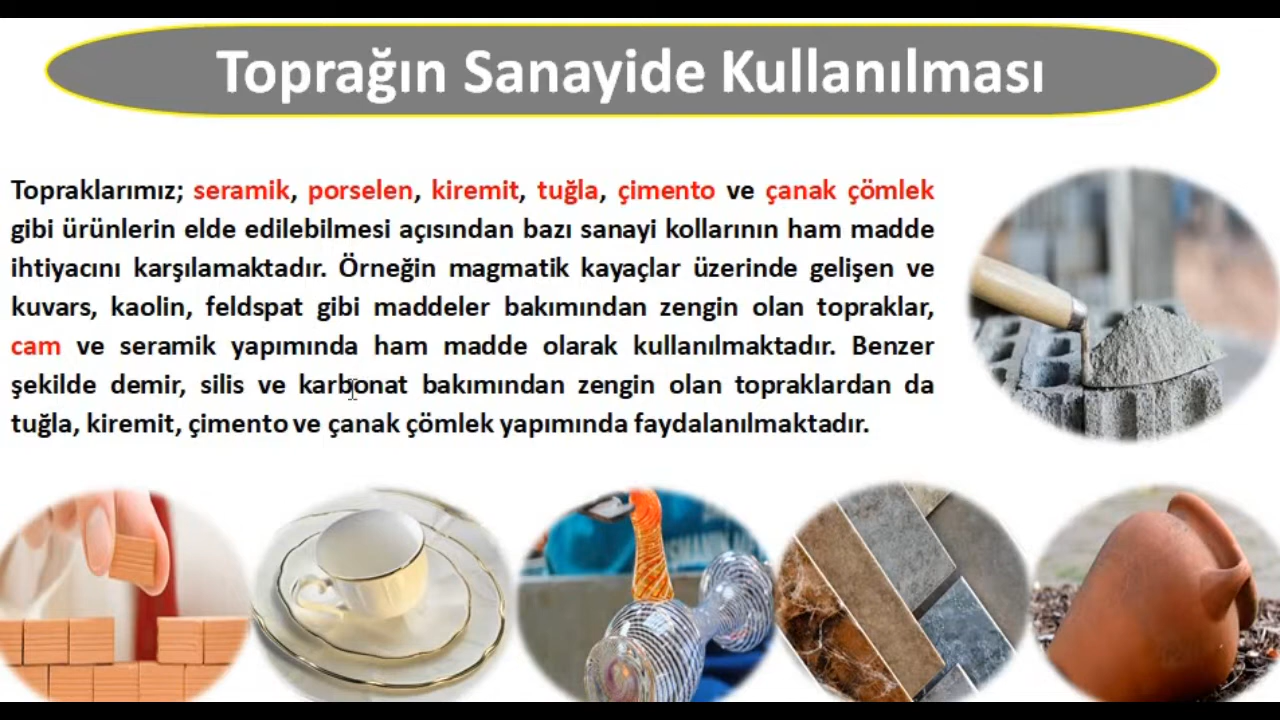 Toprağın Sanayide Kullanılması
Topraklarımız; seramik, porselen, kiremit, tuğla, çimento ve çanak çömlek
gibi ürünlerin elde edilebilmesi açısından bazı sanayi kollarının ham madde
ihtiyacını karşılamaktadır. Örneğin magmatik kayaçlar üzerinde gelişen ve
kuvars, kaolin, feldspat gibi maddeler bakımından zengin olan topraklar,
cam ve seramik yapımında ham madde olarak kullanılmaktadır. Benzer
şekilde demir, silis ve karbonat bakımından zengin olan topraklardan da
tuğla, kiremit, çimento ve çanak çömlek yapımında faydalanılmaktadır.